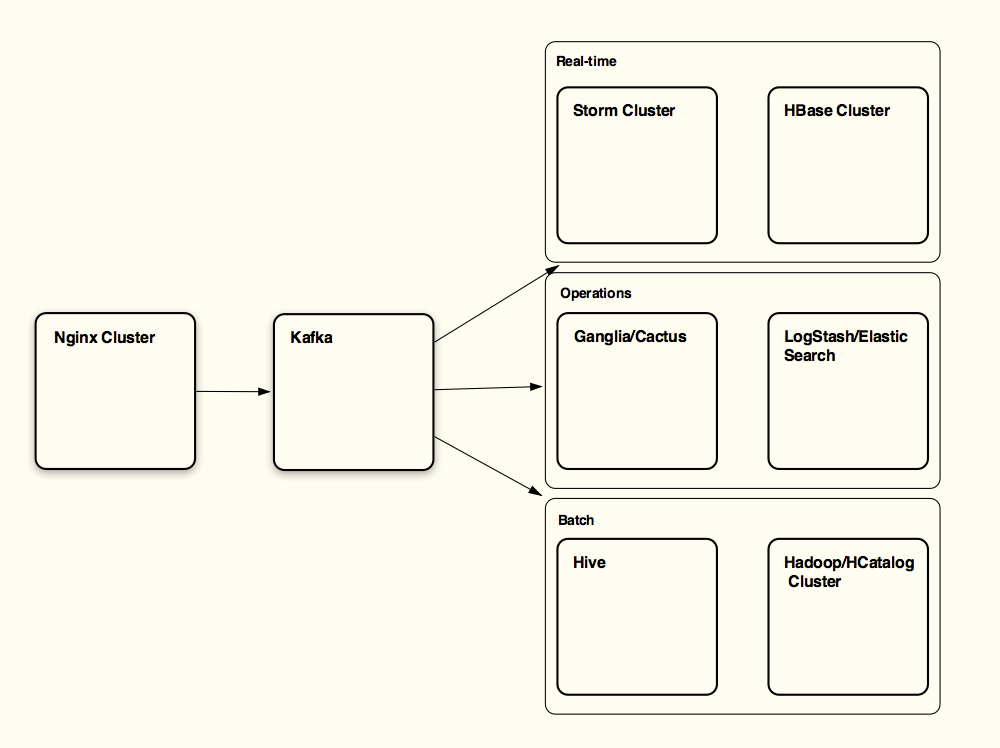 Real-time
Storm Cluster
HBase Cluster
Operations
Nginx Cluster
Kafka
Ganglia/Cactus
LogStash/Elastic
Search
Batch
Hive
Hadoop/HCatalog
Cluster